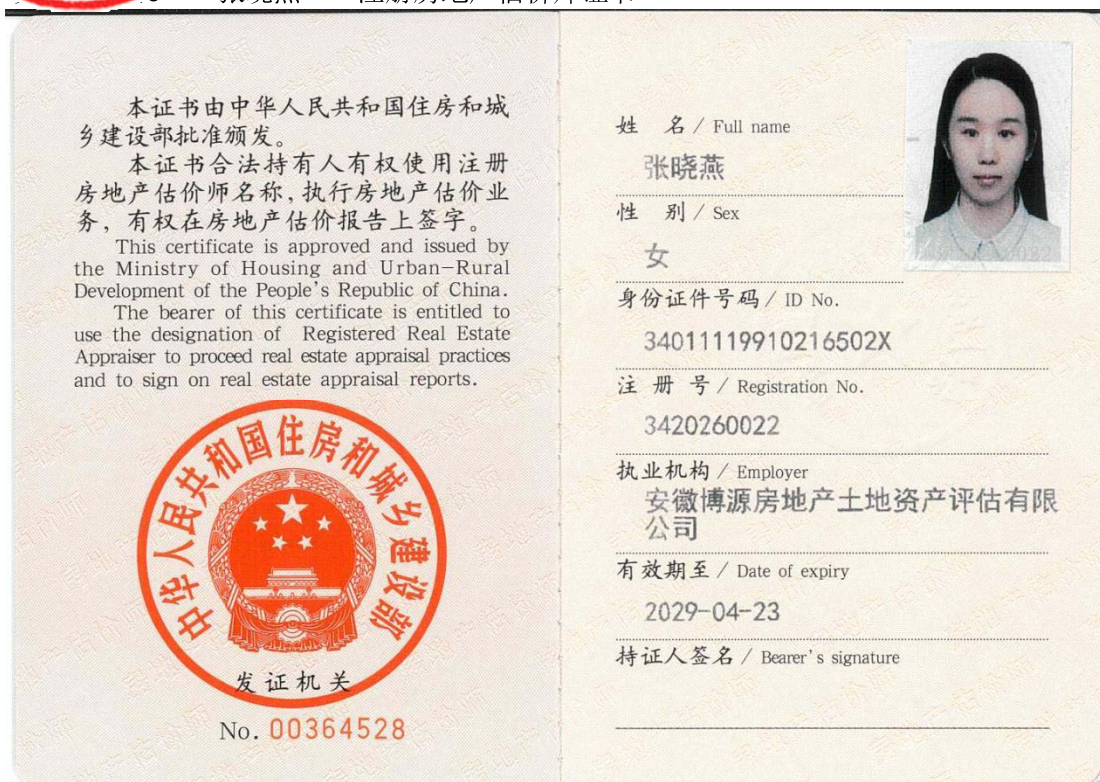 本证书由中华人民共和国住房和城
乡建设部批准颁发。
本证书合法持有人有权使用注册
房地产估价师名称,执行房地产估价业
务,有权在房地产估价报告上签字。
This certificate is approved and issued by
the Ministry of Housing and Urban-Rural
Development of the People's Republic of China.
The bearer of this certificate is entitled to
use the designation of Registered Real Estate
Appraiser to proceed real estate appraisal practices
and to sign on real estate appraisal reports.
中华人民共和国住房和城乡建设部
发证机关
No. 00364528
姓 名 / Full name
张晓燕
性 别 / Sex
女
身份证件号码 / ID No.
34011119910216502X
注 册 号 / Registration No.
3420260022
执业机构 / Employer
安徽博源房地产土地资产评估有限
公司
有效期至 / Date of expiry
2029-04-23
持证人签名 / Bearer's signature